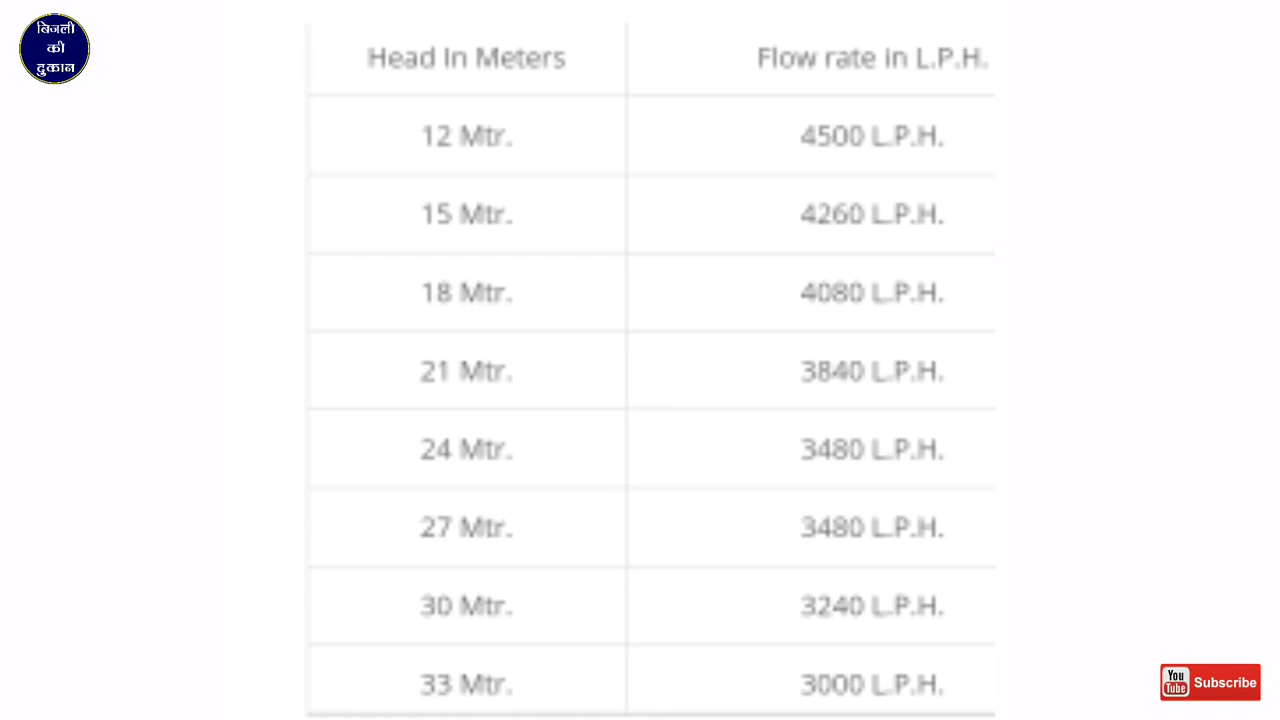 बिजली
की
दुकान
Head In Meters Flow rate in L.P.H.
12 Mtr. 4500 L.P.H.
15 Mtr. 4260 L.P.H.
18 Mtr. 4080 L.P.H.
21 Mtr. 3840 L.P.H.
24 Mtr. 3480 L.P.H.
27 Mtr. 3480 L.P.H.
30 Mtr. 3240 L.P.H.
33 Mtr. 3000 L.P.H.
You
Tube Subscribe